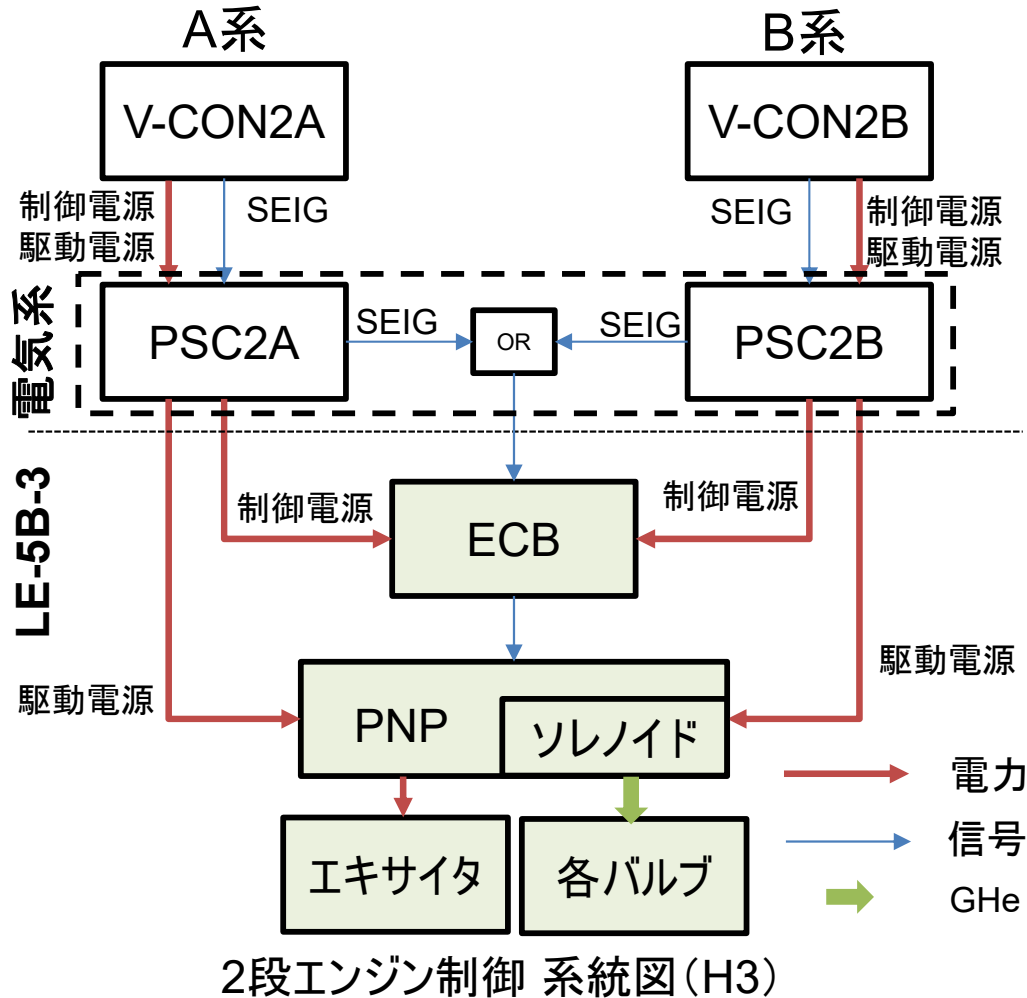 A系
B系
V-CON2A
V-CON2B
制御電源
駆動電源
SEIG
SEIG
制御電源
駆動電源
電気系
PSC2A
SEIG
OR
SEIG
PSC2B
LE-5B-3
制御電源
ECB
制御電源
駆動電源
PNP
ソレノイド
駆動電源
エキサイタ
各バルブ
電力
信号
GHe
2段エンジン制御 系統図(H3)